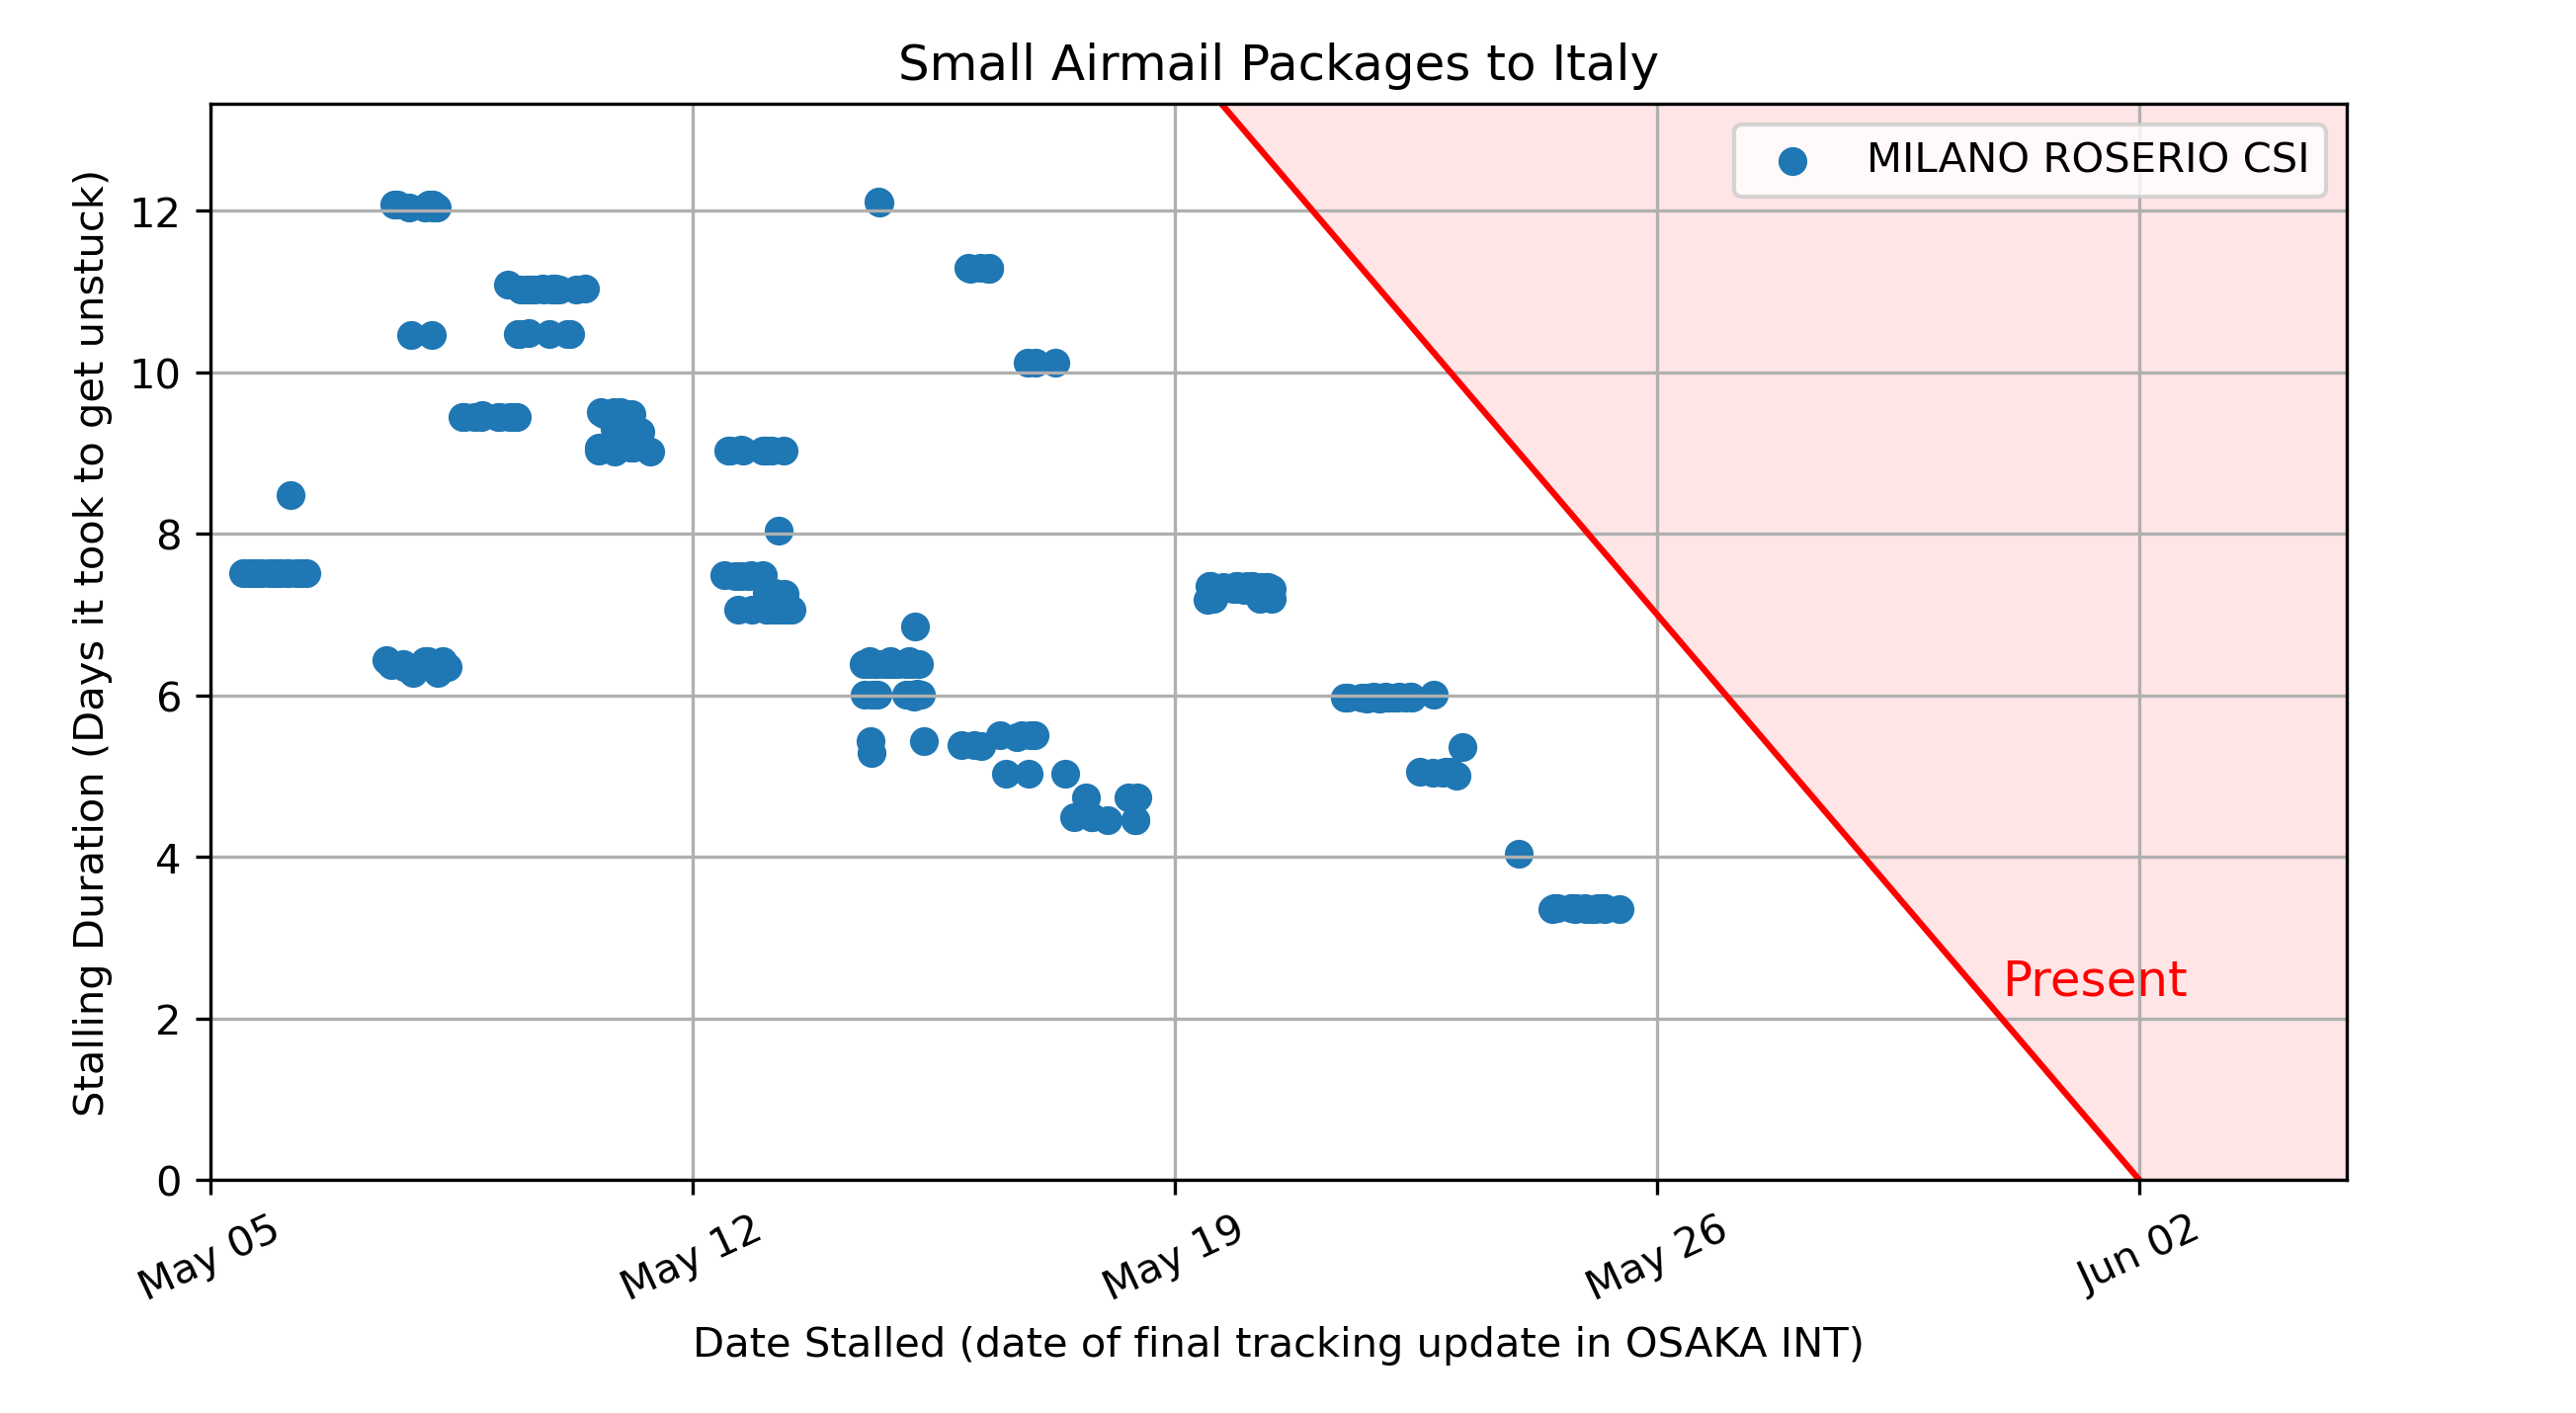 Small Airmail Packages to Italy
MILANO ROSERIO CSI
Stalling Duration (Days it took to get unstuck)
12
10
8
6
4
2
0
Present
May 05
May 12
May 19
May 26
Jun 02
Date Stalled (date of final tracking update in OSAKA INT)